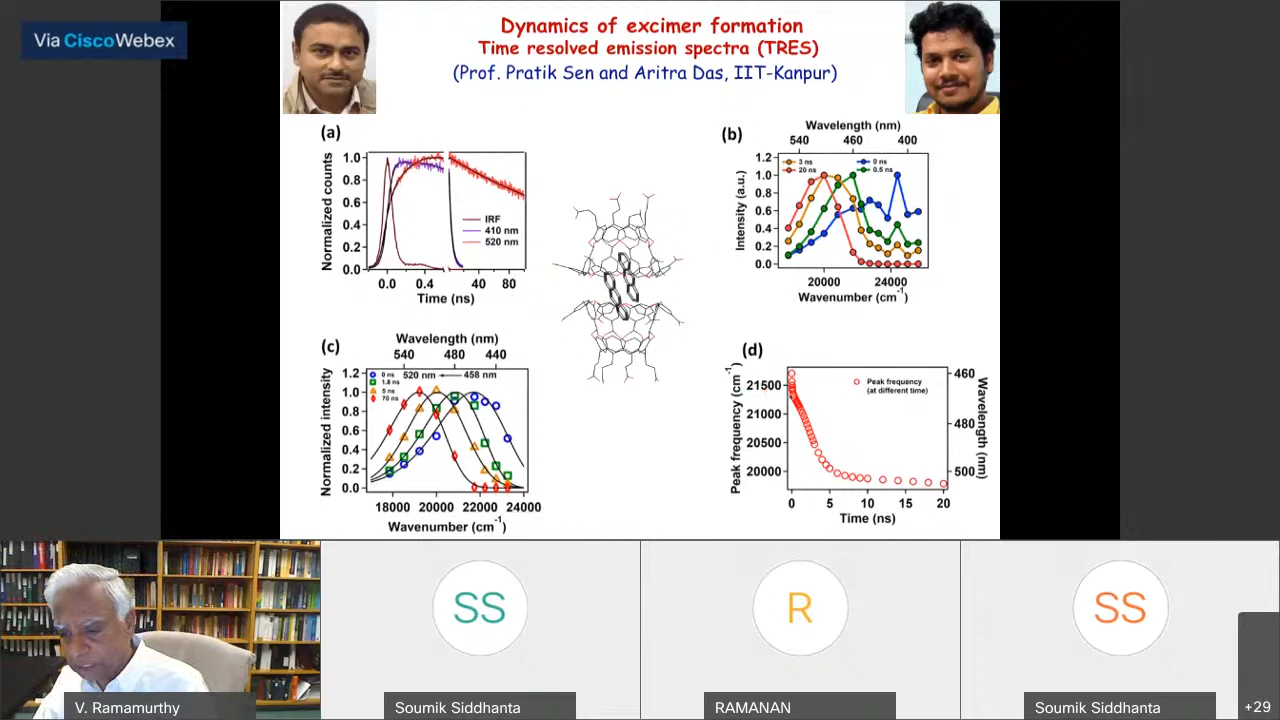 Via Cisco Webex
Dynamics of excimer formation
Time resolved emission spectra (TRES)
(Prof. Pratik Sen and Aritra Das, IIT-Kanpur)
(a)
Normalized counts
1.0
0.8
0.6
0.4
0.2
0.0
IRF
410 nm
520 nm
0.0 0.4 40 80
Time (ns)
(b)
Wavelength (nm)
540 460 400
Intensity (a.u.)
1.2
1.0
0.8
0.6
0.4
0.2
0.0
3 ns
20 ns
0 ns
0.5 ns
20000 24000
Wavenumber (cm-1)
(c)
Wavelength (nm)
540 480 440
Normalized intensity
1.2
1.0
0.8
0.6
0.4
0.2
0.0
0 ns
1.8 ns
5 ns
70 ns
520 nm 458 nm
18000 20000 22000 24000
Wavenumber (cm-1)
(d)
Peak frequency (cm-1)
21500
21000
20500
20000
Peak frequency
(at different time)
460
480
500
Wavelength (nm)
0 5 10 15 20
Time (ns)
SS
R
SS
V. Ramamurthy
Soumik Siddhanta
RAMANAN
Soumik Siddhanta
+29